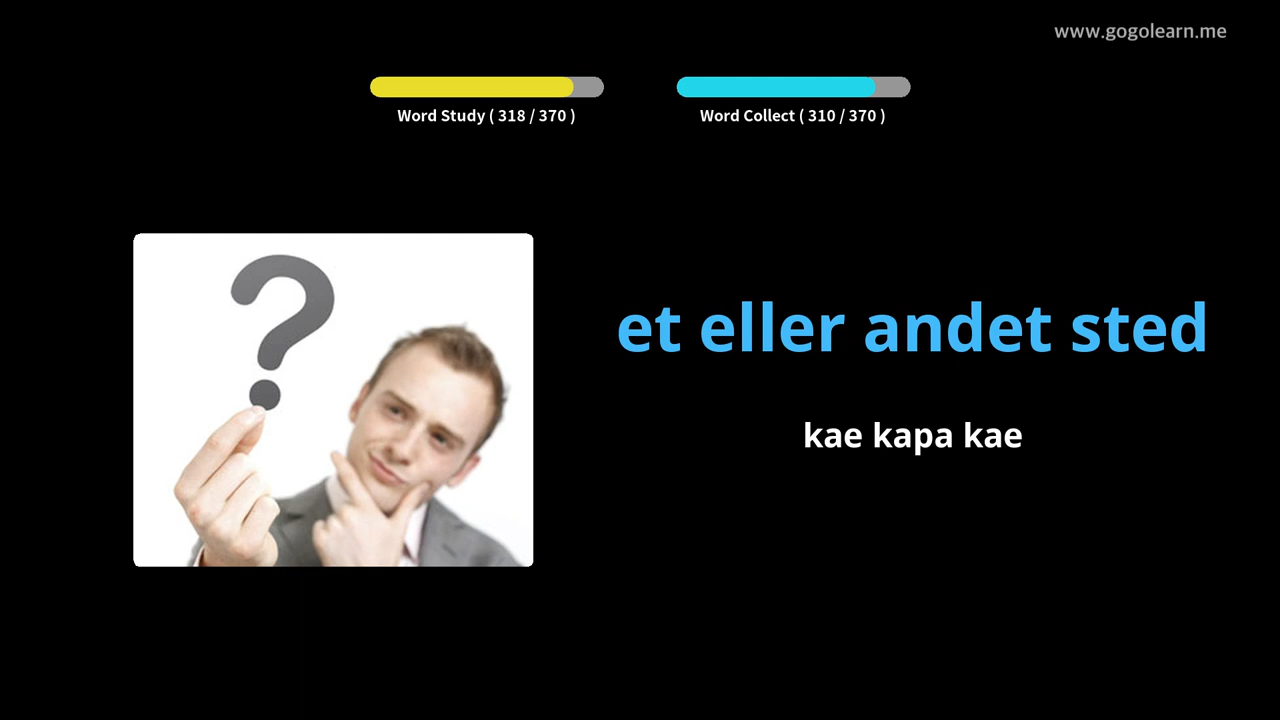 www.gogolearn.me
Word Study ( 318 / 370 )
Word Collect ( 310 / 370 )
et eller andet sted
kae kapa kae